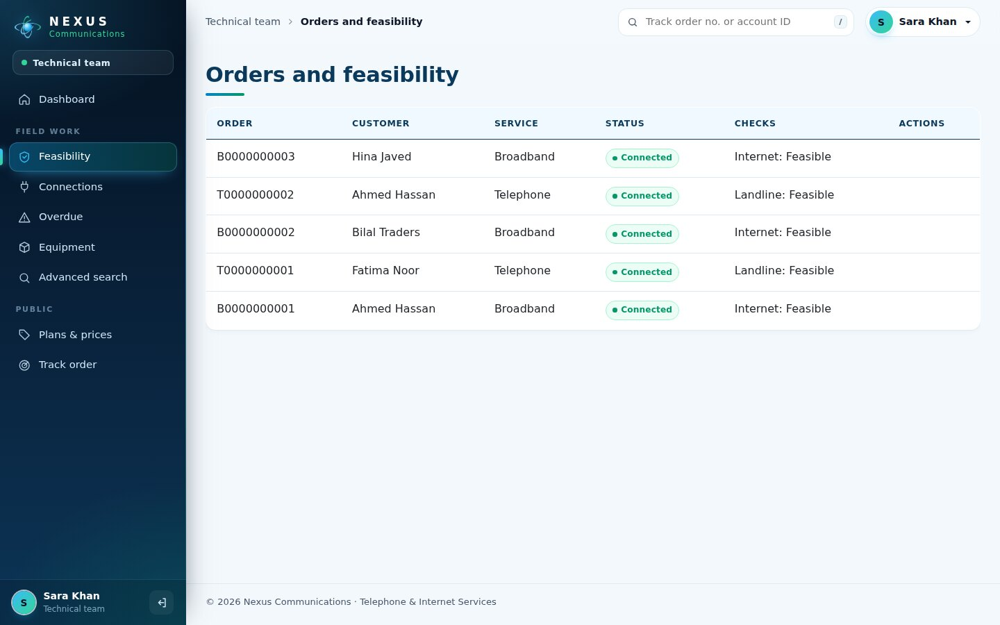 NEXUS
Communications
Technical team
Dashboard
FIELD WORK
Feasibility
Connections
Overdue
Equipment
Advanced search
PUBLIC
Plans & prices
Track order
S
Sara Khan
Technical team
Technical team > Orders and feasibility
Track order no. or account ID /
S Sara Khan
Orders and feasibility
ORDER CUSTOMER SERVICE STATUS CHECKS ACTIONS
B0000000003 Hina Javed Broadband Connected Internet: Feasible
T0000000002 Ahmed Hassan Telephone Connected Landline: Feasible
B0000000002 Bilal Traders Broadband Connected Internet: Feasible
T0000000001 Fatima Noor Telephone Connected Landline: Feasible
B0000000001 Ahmed Hassan Broadband Connected Internet: Feasible
© 2026 Nexus Communications · Telephone & Internet Services